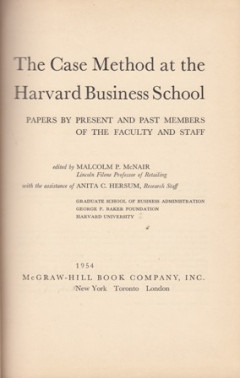 The Case Method at the
Harvard Business School
PAPERS BY PRESENT AND PAST MEMBERS
OF THE FACULTY AND STAFF
edited by MALCOLM P. McNAIR
Lincoln Filene Professor of Retailing
with the assistance of ANITA C. HERSUM, Research Staff
GRADUATE SCHOOL OF BUSINESS ADMINISTRATION
GEORGE F. BAKER FOUNDATION
HARVARD UNIVERSITY
1954
McGRAW-HILL BOOK COMPANY, INC.
New York Toronto London